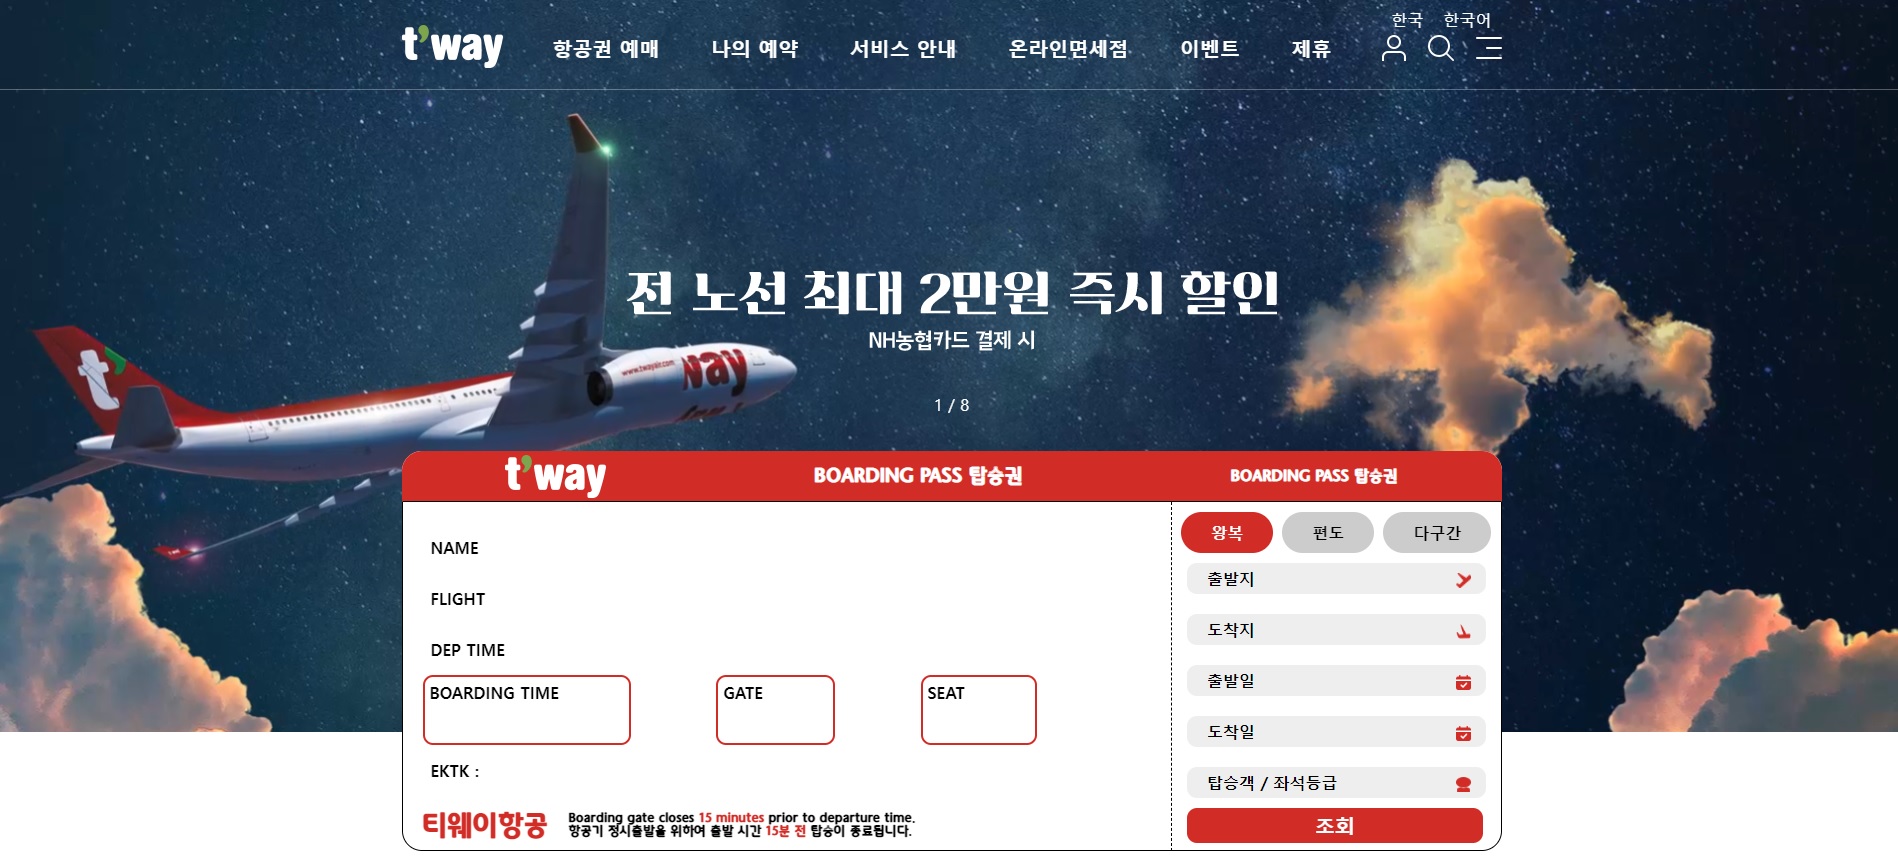 한국 한국어
t'way 항공권 예매 나의 예약 서비스 안내 온라인면세점 이벤트 제휴
전 노선 최대 2만원 즉시 할인
NH농협카드 결제 시
1 / 8
www.twayair.com
way
t'
t'way BOARDING PASS 탑승권 BOARDING PASS 탑승권
NAME
FLIGHT
DEP TIME
BOARDING TIME GATE SEAT
EKTK :
티웨이항공
Boarding gate closes 15 minutes prior to departure time.
항공기 정시출발을 위하여 출발 시간 15분 전 탑승이 종료됩니다.
왕복 편도 다구간
출발지
도착지
출발일
도착일
탑승객 / 좌석등급
조회